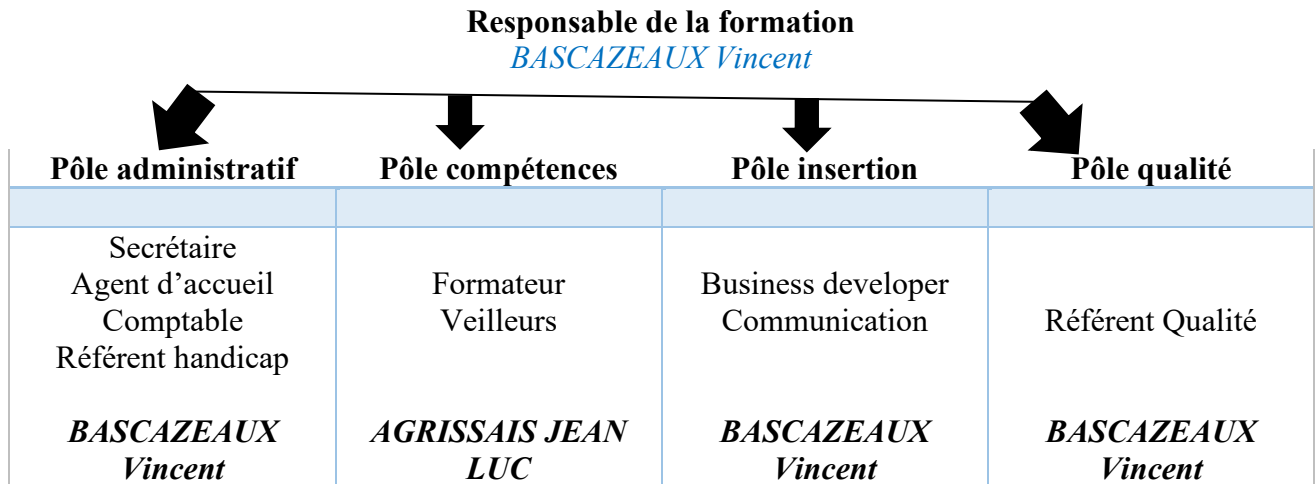 Responsable de la formation
BASCAZEAUX Vincent
Pôle administratif
Pôle compétences
Pôle insertion
Pôle qualité
Secrétaire
Agent d’accueil
Comptable
Référent handicap
Formateur
Veilleurs
Business developer
Communication
Référent Qualité
BASCAZEAUX
Vincent
AGRISSAIS JEAN
LUC
BASCAZEAUX
Vincent
BASCAZEAUX
Vincent